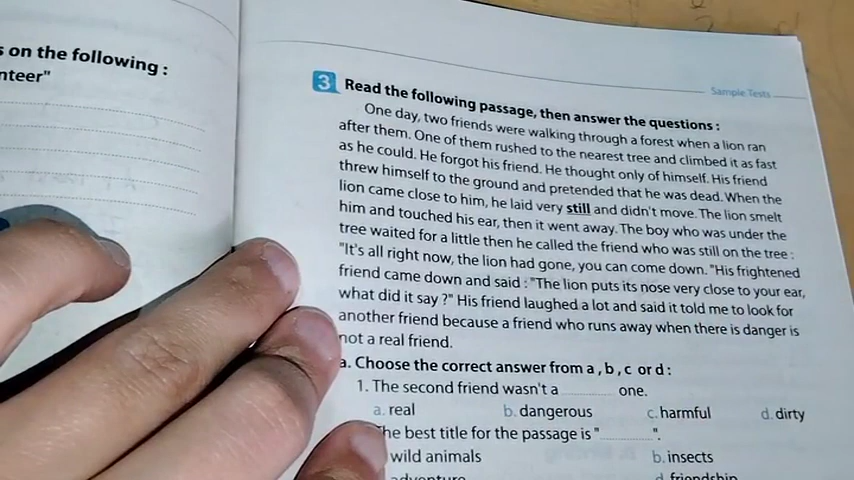 s on the following :
nteer"
Sample Tests
3 Read the following passage, then answer the questions :
One day, two friends were walking through a forest when a lion ran
after them. One of them rushed to the nearest tree and climbed it as fast
as he could. He forgot his friend. He thought only of himself. His friend
threw himself to the ground and pretended that he was dead. When the
lion came close to him, he laid very still and didn't move. The lion smelt
him and touched his ear, then it went away. The boy who was under the
tree waited for a little then he called the friend who was still on the tree :
"It's all right now, the lion had gone, you can come down. "His frightened
friend came down and said : "The lion puts its nose very close to your ear,
what did it say ?" His friend laughed a lot and said it told me to look for
another friend because a friend who runs away when there is danger is
not a real friend.
a. Choose the correct answer from a , b , c or d :
1. The second friend wasn't a ............ one.
a. real b. dangerous c. harmful d. dirty
he best title for the passage is "............".
wild animals b. insects
adventure d. friendship